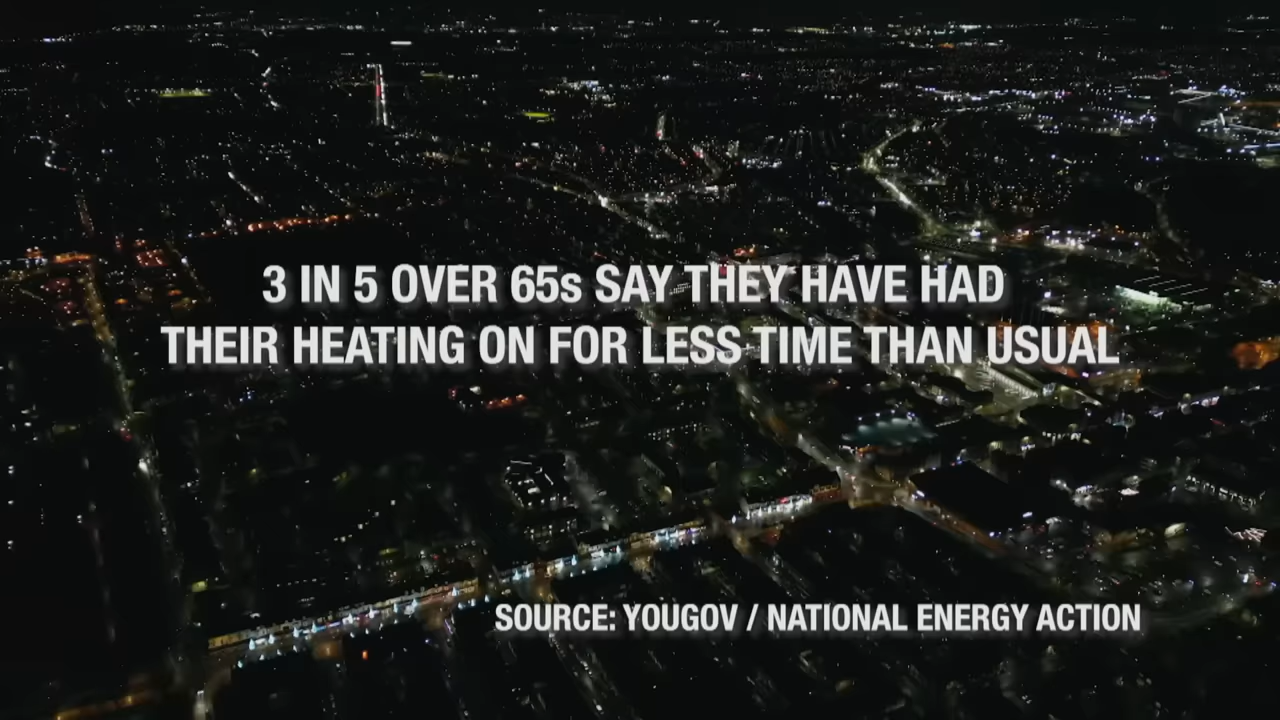 3 IN 5 OVER 65s SAY THEY HAVE HAD
THEIR HEATING ON FOR LESS TIME THAN USUAL
SOURCE: YOUGOV / NATIONAL ENERGY ACTION